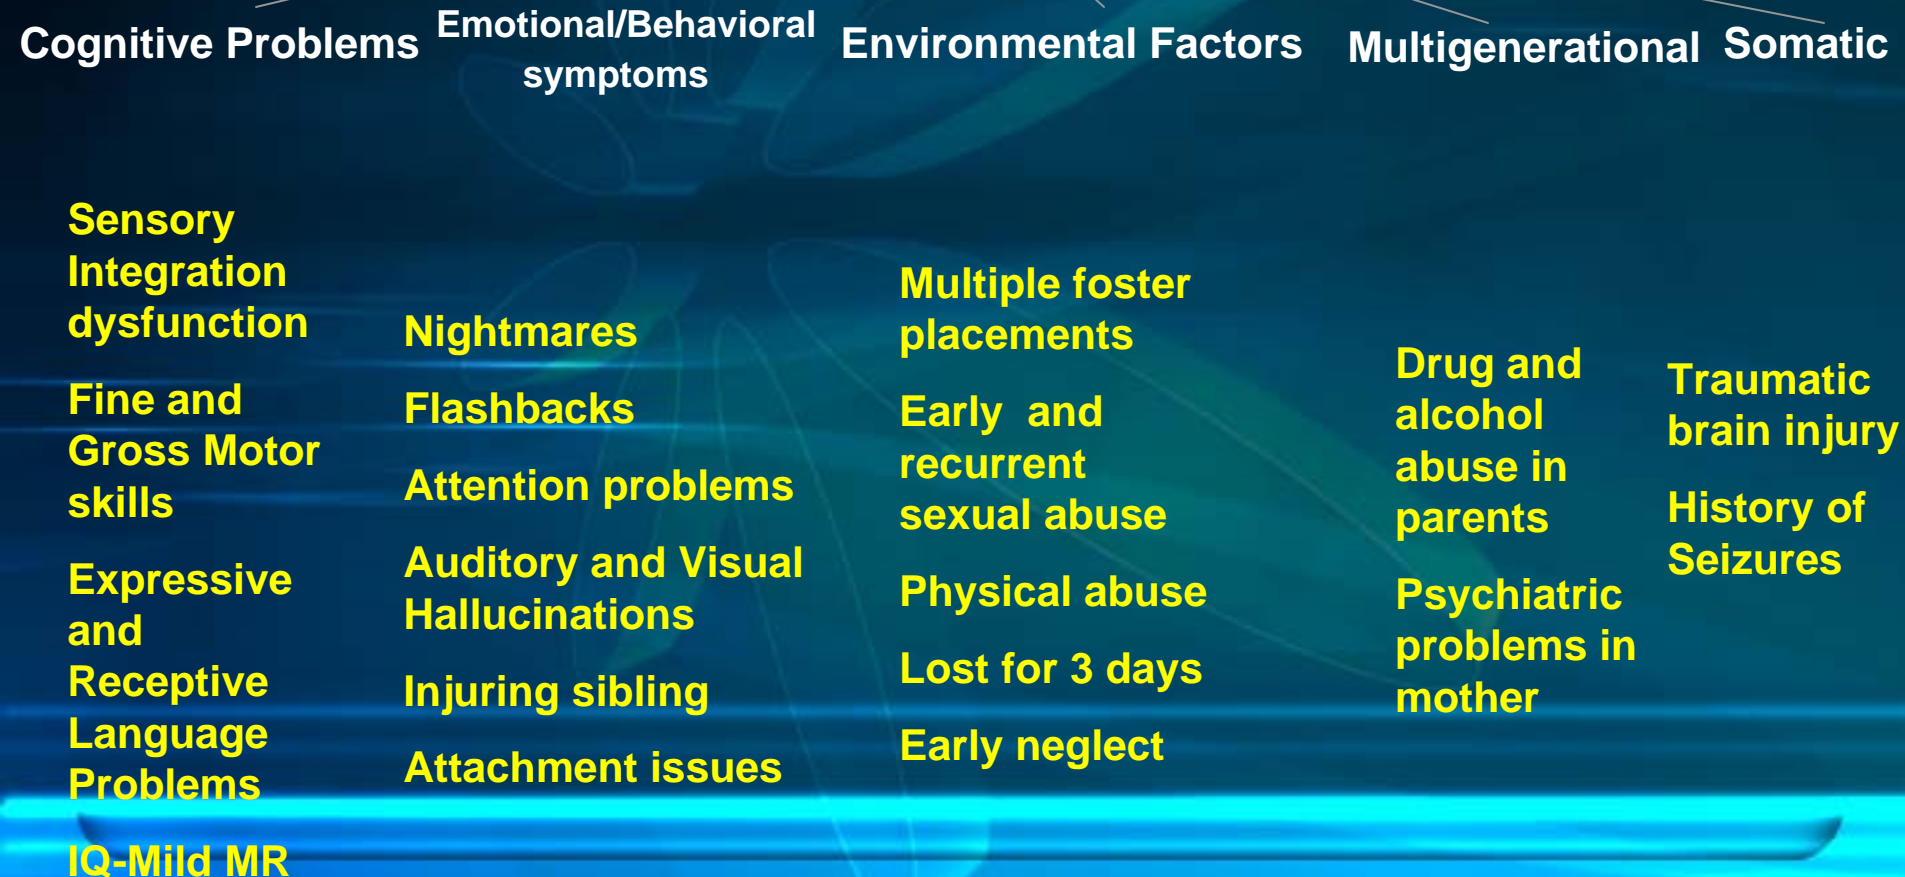 Cognitive Problems
Emotional/Behavioral
symptoms
Environmental Factors
Multigenerational
Somatic
Sensory
Integration
dysfunction
Fine and
Gross Motor
skills
Expressive
and
Receptive
Language
Problems
IQ-Mild MR
Nightmares
Flashbacks
Attention problems
Auditory and Visual
Hallucinations
Injuring sibling
Attachment issues
Multiple foster
placements
Early and
recurrent
sexual abuse
Physical abuse
Lost for 3 days
Early neglect
Drug and
alcohol
abuse in
parents
Psychiatric
problems in
mother
Traumatic
brain injury
History of
Seizures